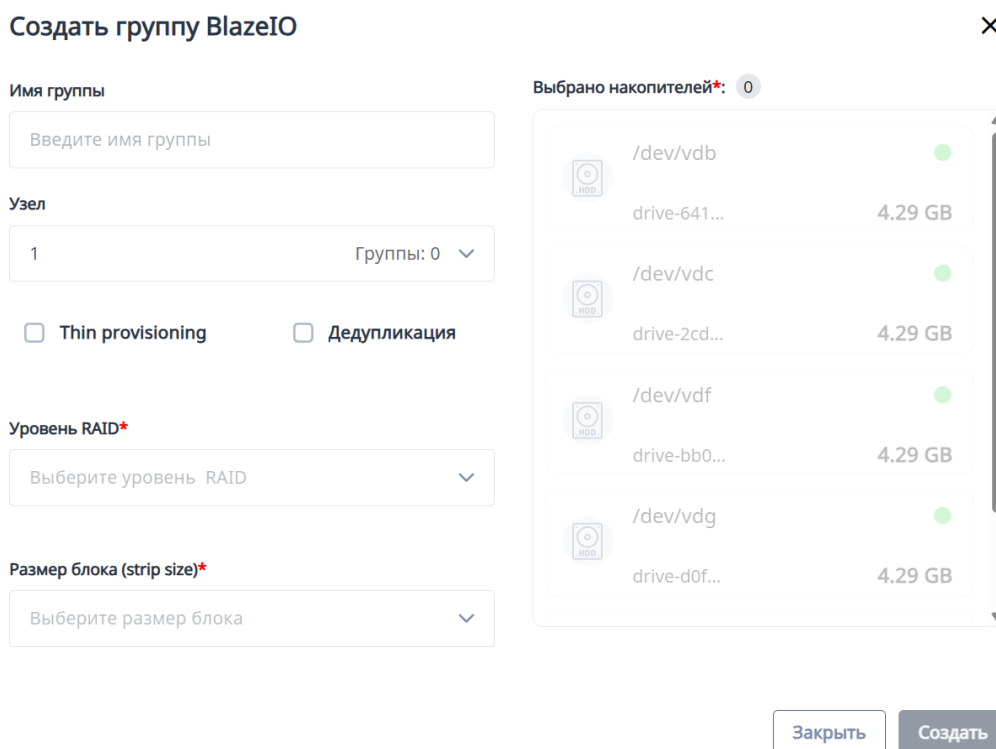 Создать группу BlazeIO
Имя группы
Введите имя группы
Узел
1 Группы: 0
Thin provisioning Дедупликация
Уровень RAID*
Выберите уровень RAID
Размер блока (strip size)*
Выберите размер блока
Выбрано накопителей*: 0
/dev/vdb
HDD
drive-641... 4.29 GB
/dev/vdc
HDD
drive-2cd... 4.29 GB
/dev/vdf
HDD
drive-bb0... 4.29 GB
/dev/vdg
HDD
drive-d0f... 4.29 GB
Закрыть Создать